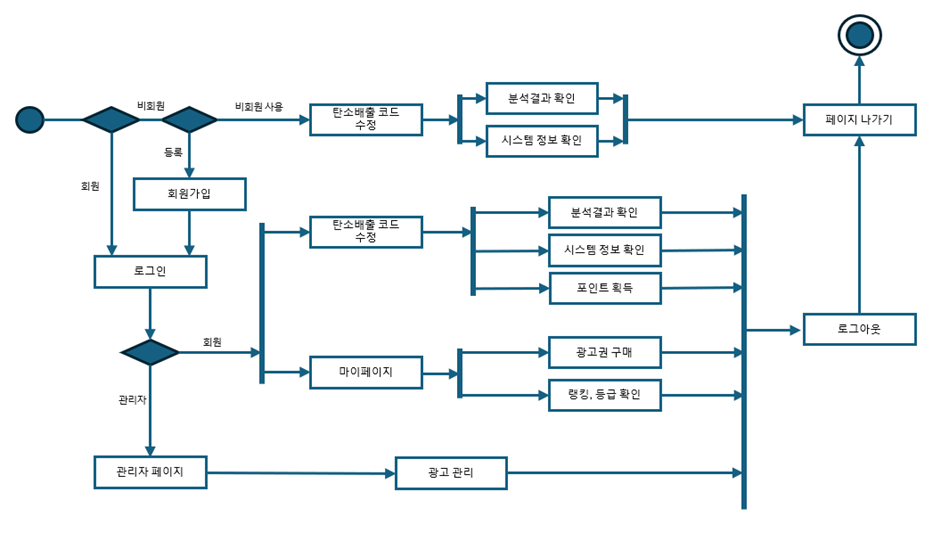 비회원
비회원 사용
탄소배출 코드
수정
분석결과 확인
시스템 정보 확인
페이지 나가기
등록
회원
회원가입
탄소배출 코드
수정
분석결과 확인
시스템 정보 확인
포인트 획득
로그인
로그아웃
회원
마이페이지
광고권 구매
랭킹, 등급 확인
관리자
관리자 페이지
광고 관리